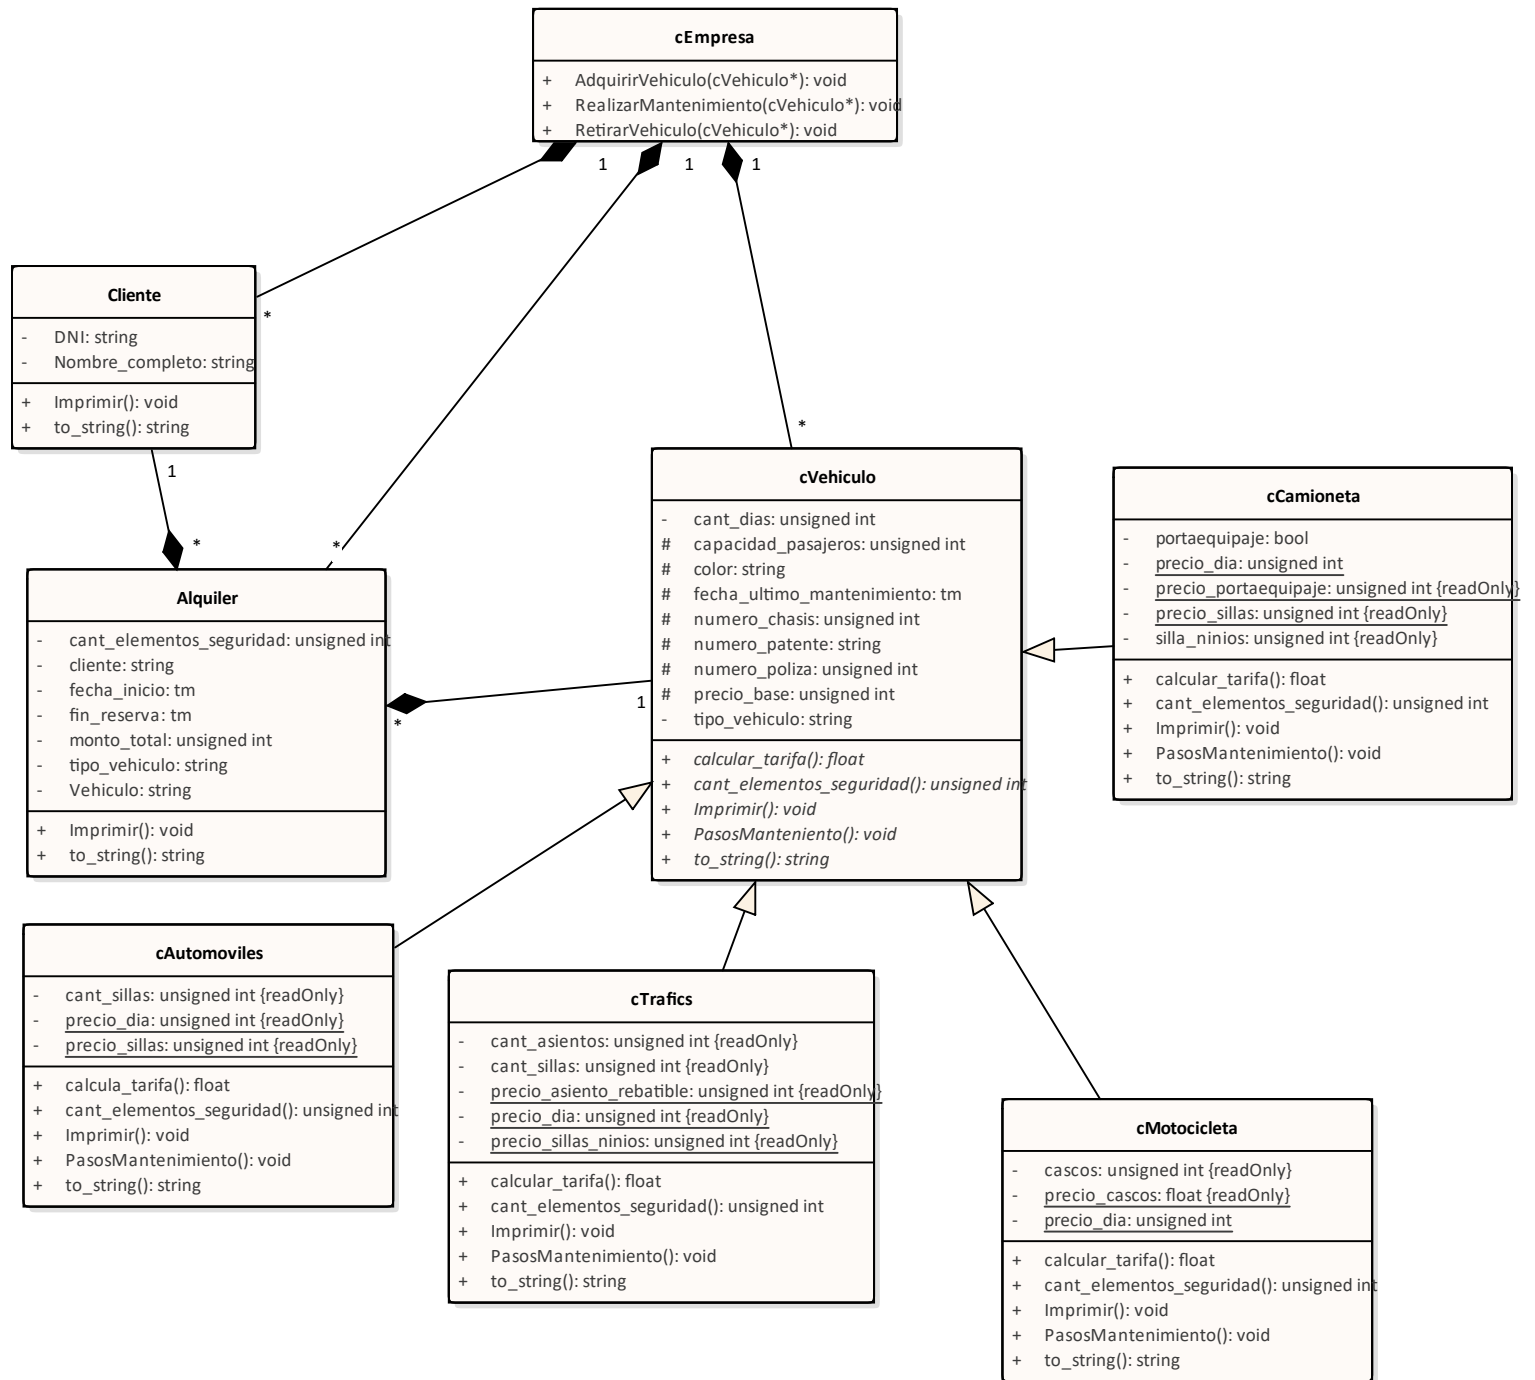 cEmpresa
+ AdquirirVehiculo(cVehiculo*): void
+ RealizarMantenimiento(cVehiculo*): void
+ RetirarVehiculo(cVehiculo*): void
1
1
1
Cliente
- DNI: string
- Nombre_completo: string
+ Imprimir(): void
+ to_string(): string
*
1
*
*
*
Alquiler
- cant_elementos_seguridad: unsigned int
- cliente: string
- fecha_inicio: tm
- fin_reserva: tm
- monto_total: unsigned int
- tipo_vehiculo: string
- Vehiculo: string
+ Imprimir(): void
+ to_string(): string
*
1
cVehiculo
- cant_dias: unsigned int
# capacidad_pasajeros: unsigned int
# color: string
# fecha_ultimo_mantenimiento: tm
# numero_chasis: unsigned int
# numero_patente: string
# numero_poliza: unsigned int
# precio_base: unsigned int
- tipo_vehiculo: string
+ calcular_tarifa(): float
+ cant_elementos_seguridad(): unsigned int
+ Imprimir(): void
+ PasosManteniento(): void
+ to_string(): string
cCamioneta
- portaequipaje: bool
- precio_dia: unsigned int
- precio_portaequipaje: unsigned int {readOnly}
- precio_sillas: unsigned int {readOnly}
- silla_ninios: unsigned int {readOnly}
+ calcular_tarifa(): float
+ cant_elementos_seguridad(): unsigned int
+ Imprimir(): void
+ PasosMantenimiento(): void
+ to_string(): string
cAutomoviles
- cant_sillas: unsigned int {readOnly}
- precio_dia: unsigned int {readOnly}
- precio_sillas: unsigned int {readOnly}
+ calcula_tarifa(): float
+ cant_elementos_seguridad(): unsigned int
+ Imprimir(): void
+ PasosMantenimiento(): void
+ to_string(): string
cTrafics
- cant_asientos: unsigned int {readOnly}
- cant_sillas: unsigned int {readOnly}
- precio_asiento_rebatible: unsigned int {readOnly}
- precio_dia: unsigned int {readOnly}
- precio_sillas_ninios: unsigned int {readOnly}
+ calcular_tarifa(): float
+ cant_elementos_seguridad(): unsigned int
+ Imprimir(): void
+ PasosMantenimiento(): void
+ to_string(): string
cMotocicleta
- cascos: unsigned int {readOnly}
- precio_cascos: float {readOnly}
- precio_dia: unsigned int
+ calcular_tarifa(): float
+ cant_elementos_seguridad(): unsigned int
+ Imprimir(): void
+ PasosMantenimiento(): void
+ to_string(): string